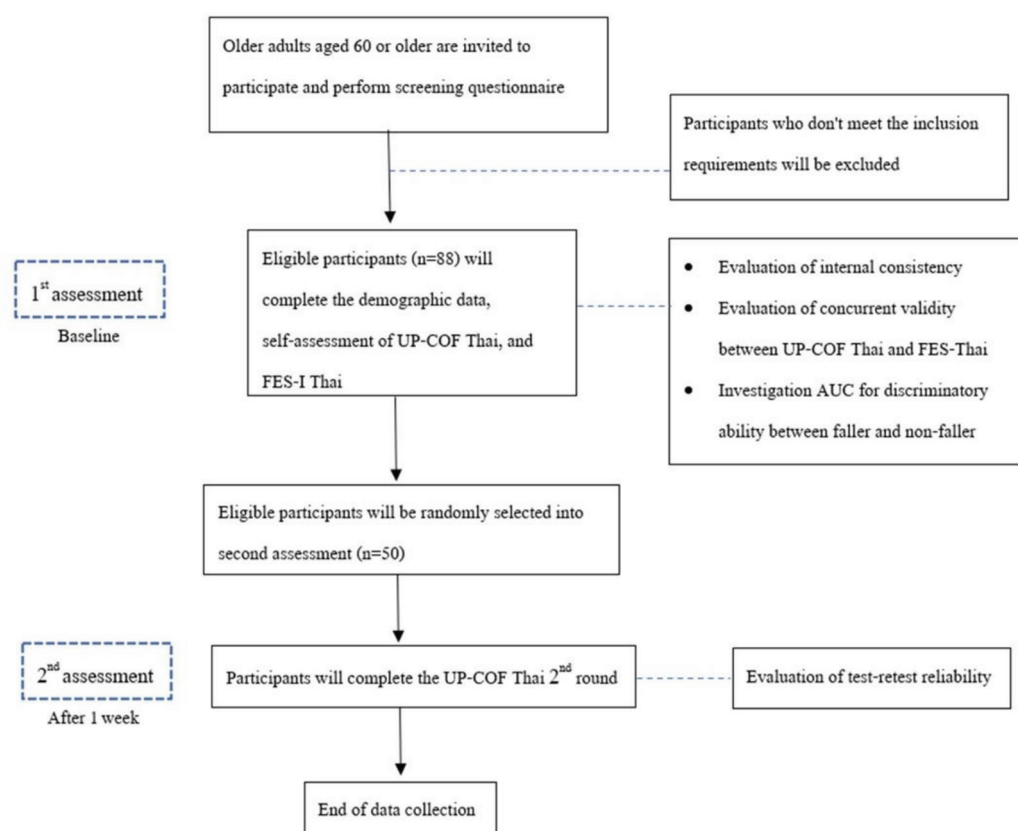 Older adults aged 60 or older are invited to
participate and perform screening questionnaire
Participants who don't meet the inclusion
requirements will be excluded
1st assessment
Baseline
Eligible participants (n=88) will
complete the demographic data,
self-assessment of UP-COF Thai, and
FES-I Thai
• Evaluation of internal consistency
• Evaluation of concurrent validity
between UP-COF Thai and FES-Thai
• Investigation AUC for discriminatory
ability between faller and non-faller
Eligible participants will be randomly selected into
second assessment (n=50)
2nd assessment
After 1 week
Participants will complete the UP-COF Thai 2nd round
Evaluation of test-retest reliability
End of data collection